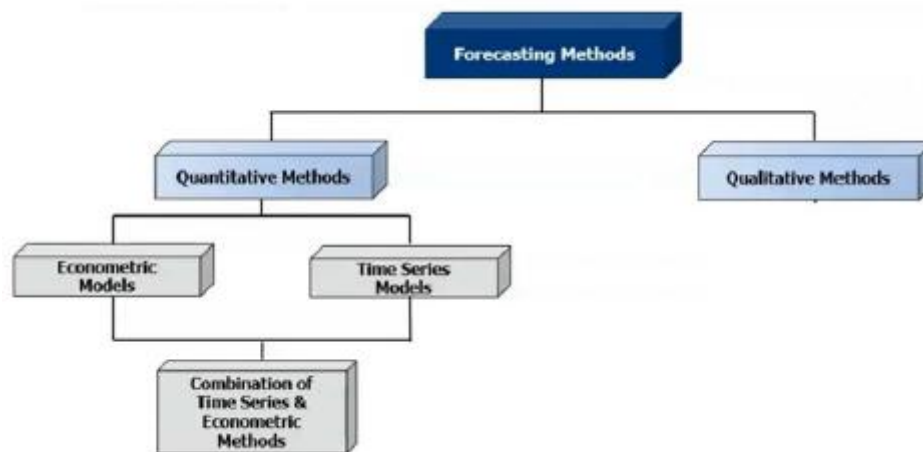 Forecasting Methods
Quantitative Methods
Qualitative Methods
Econometric
Models
Time Series
Models
Combination of
Time Series &
Econometric
Methods